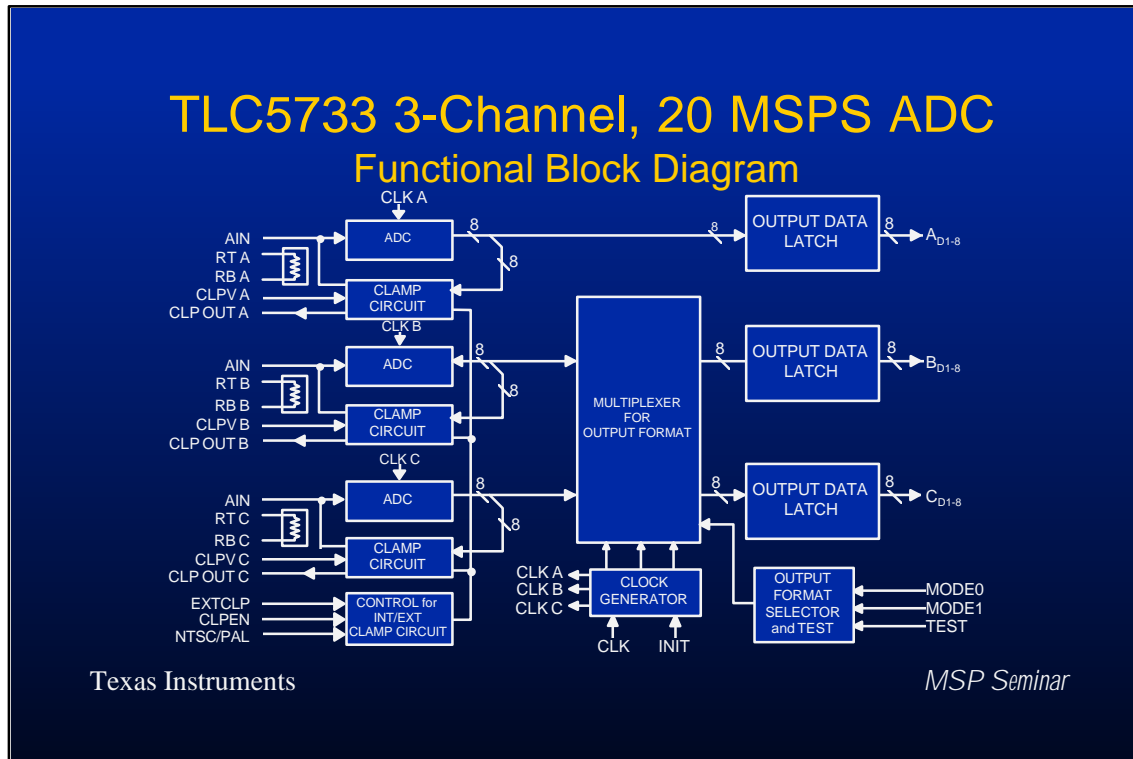 TLC5733 3-Channel, 20 MSPS ADC
Functional Block Diagram
CLK A
AIN
RT A
RB A
CLPV A
CLP OUT A
ADC
8
8
8
CLAMP
CIRCUIT
OUTPUT DATA
LATCH
8
A D1-8
CLK B
AIN
RT B
RB B
CLPV B
CLP OUT B
ADC
8
8
CLAMP
CIRCUIT
MULTIPLEXER
FOR
OUTPUT FORMAT
8
OUTPUT DATA
LATCH
8
B D1-8
CLK C
AIN
RT C
RB C
CLPV C
CLP OUT C
ADC
8
8
CLAMP
CIRCUIT
8
OUTPUT DATA
LATCH
8
C D1-8
EXTCLP
CLPEN
NTSC/PAL
CONTROL for
INT/EXT
CLAMP CIRCUIT
CLK A
CLK B
CLK C
CLOCK
GENERATOR
CLK
INIT
OUTPUT
FORMAT
SELECTOR
and TEST
MODE0
MODE1
TEST
Texas Instruments
MSP Seminar